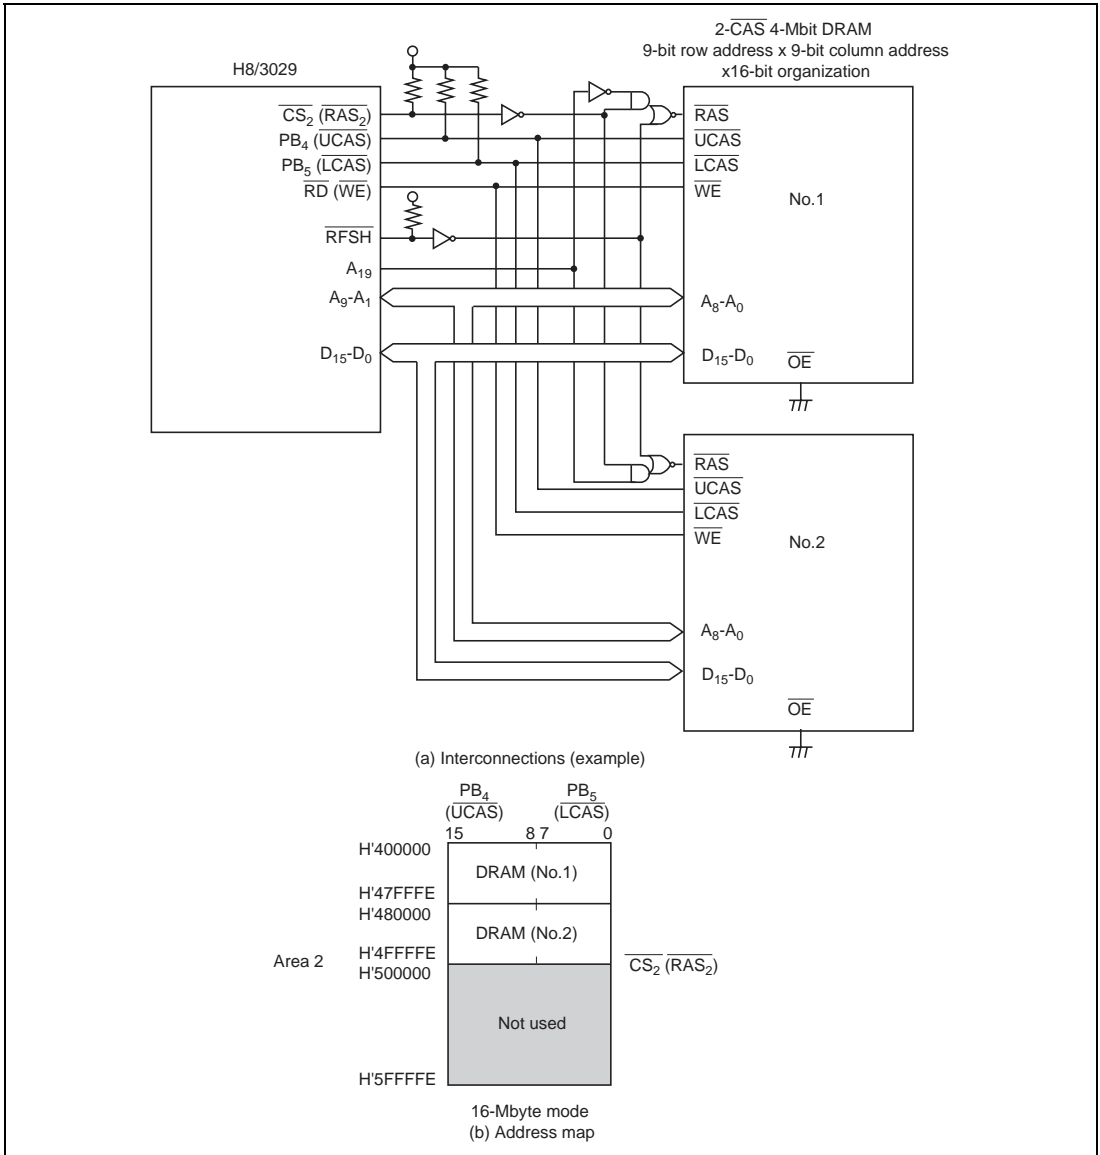 2-CAS 4-Mbit DRAM
9-bit row address x 9-bit column address
x16-bit organization
H8/3029
CS2 (RAS2)
PB4 (UCAS)
PB5 (LCAS)
RD (WE)
RFSH
A19
A9-A1
D15-D0
RAS
UCAS
LCAS
WE
No.1
A8-A0
D15-D0
OE
RAS
UCAS
LCAS
WE
No.2
A8-A0
D15-D0
OE
(a) Interconnections (example)
PB4 (UCAS)
PB5 (LCAS)
15 8 7 0
H'400000
DRAM (No.1)
H'47FFFE
H'480000
DRAM (No.2)
H'4FFFFE
Area 2
CS2 (RAS2)
H'500000
Not used
H'5FFFFE
16-Mbyte mode
(b) Address map